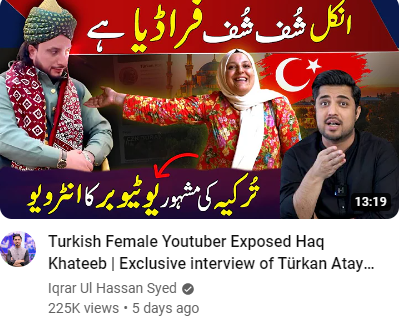 انکل شُف شُف فراڈیا ہے
تُرکیہ کی مشہور یوٹیوبر کا انٹرویو
13:19
Turkish Female Youtuber Exposed Haq
Khateeb | Exclusive interview of Türkan Atay...
Iqrar Ul Hassan Syed
225K views • 5 days ago